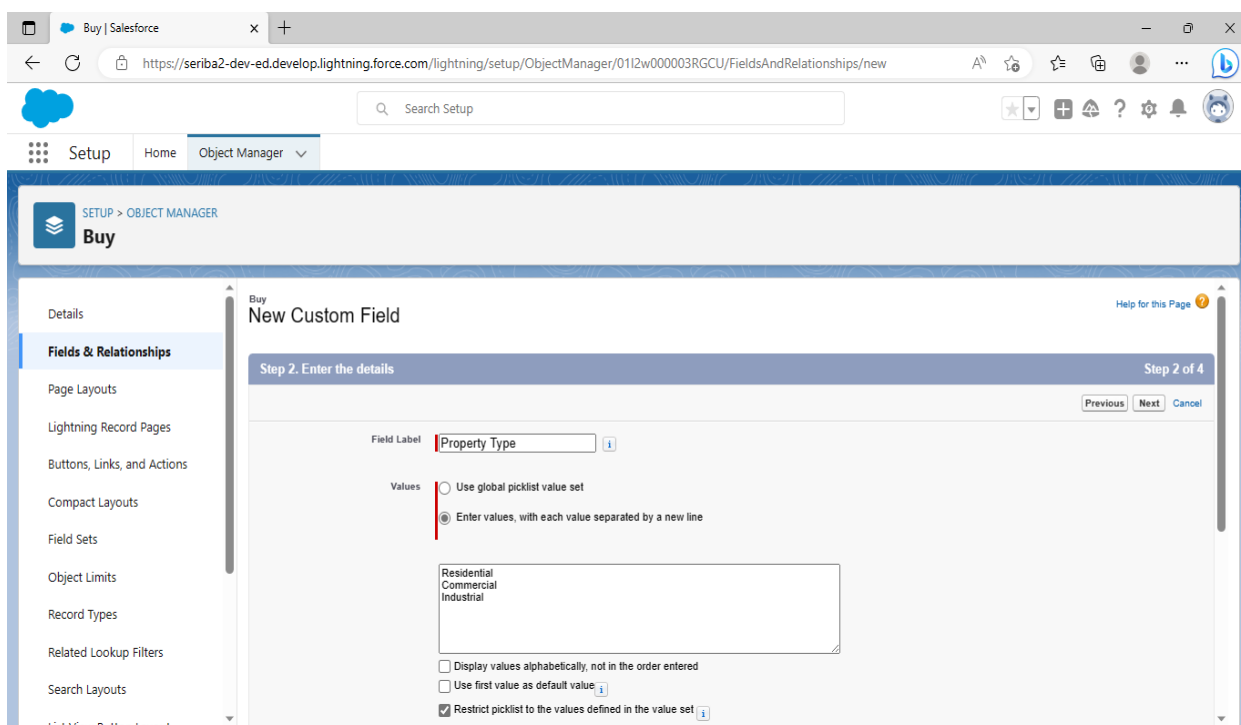 Buy | Salesforce
https://seriba2-dev-ed.develop.lightning.force.com/lightning/setup/ObjectManager/01I2w000003RGCU/FieldsAndRelationships/new
Search Setup
Setup Home Object Manager
SETUP > OBJECT MANAGER
Buy
Details
Fields & Relationships
Page Layouts
Lightning Record Pages
Buttons, Links, and Actions
Compact Layouts
Field Sets
Object Limits
Record Types
Related Lookup Filters
Search Layouts
Buy
New Custom Field
Help for this Page
Step 2. Enter the details Step 2 of 4
Previous Next Cancel
Field Label Property Type
Values Use global picklist value set
Enter values, with each value separated by a new line
Residential
Commercial
Industrial
Display values alphabetically, not in the order entered
Use first value as default value
Restrict picklist to the values defined in the value set